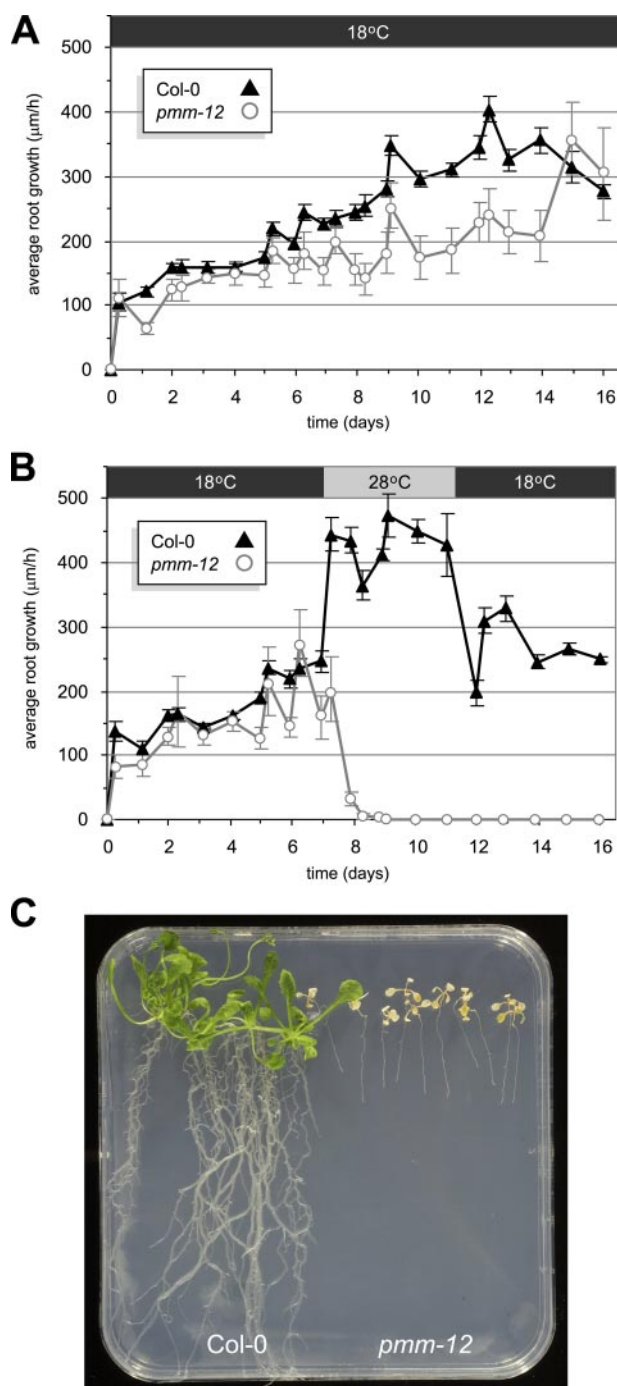 A
18°C
500
400
300
200
100
0
average root growth (μm/h)
Col-0
pmm-12
0 2 4 6 8 10 12 14 16
time (days)
B
18°C 28°C 18°C
500
400
300
200
100
0
average root growth (μm/h)
Col-0
pmm-12
0 2 4 6 8 10 12 14 16
time (days)
C
Col-0 pmm-12